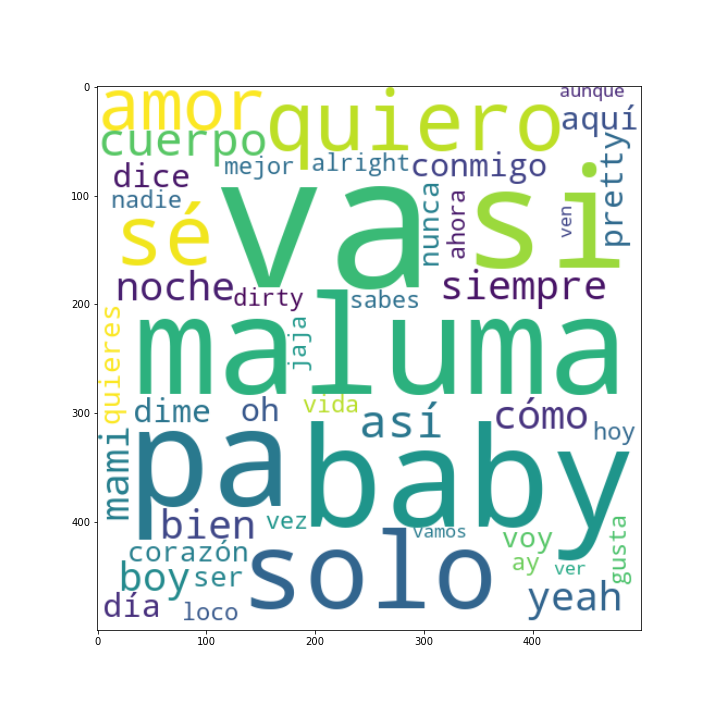 0
100
200
300
400
0 100 200 300 400
amor
quiero
aunque
aquí
cuerpo
dice
mejor
alright
conmigo
pretty
nadie
sé
va
nunca
ahora
si
ven
noche
dirty
sabes
siempre
quieres
maluma
jaja
dime
oh
vida
así
cómo
hoy
mami
pa
baby
bien
vez
vamos
voy
gusta
corazón
boy
ser
solo
ay
ver
día
loco
yeah